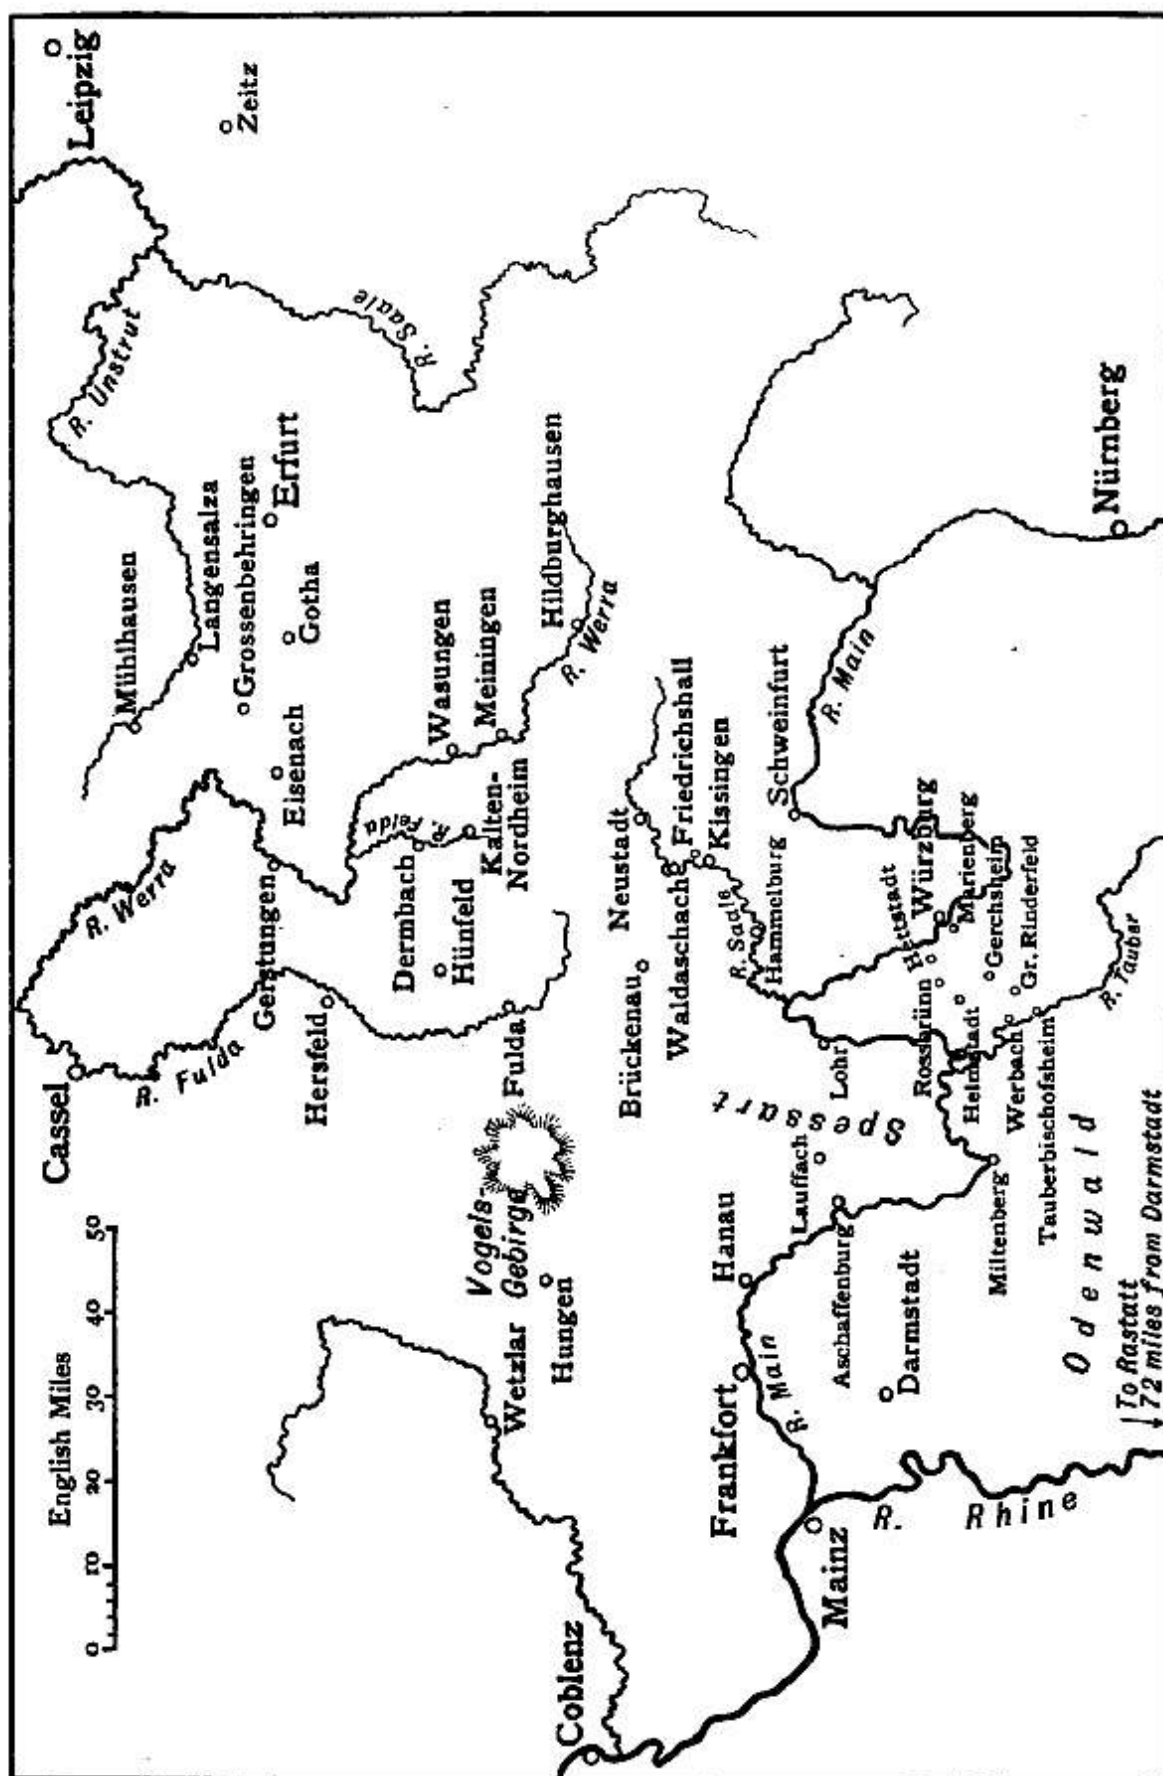 English Miles
0 10 20 30 40 50
Cassel
R. Werra
R. Fulda
Mühlhausen
R. Unstrut
Leipzig
Zeitz
Langensalza
Grossenbehringen
Erfurt
Gotha
Eisenach
Gerstungen
Hersfeld
R. Saale
Dermbach
R. Felda
Wasungen
Hünfeld
Kalten-
Nordheim
Meiningen
Hildburghausen
R. Werra
Fulda
Vogels-
Gebirge
Wetzlar
Hungen
Coblenz
Brückenau
Neustadt
Waldaschach
Friedrichshall
Kissingen
R. Saale
Hammelburg
Schweinfurt
R. Main
Frankfort
Hanau
R. Main
Lauffach
Spessart
Lohr
Mainz
Aschaffenburg
Darmstadt
Rossbrünn
Hettstadt
Würzburg
Marienberg
Helmstadt
Gerchsheim
Werbach
Gr. Rinderfeld
Tauberbischofsheim
R. Tauber
Miltenberg
Nürnberg
R. Rhine
Odenwald
To Rastatt
72 miles from Darmstadt